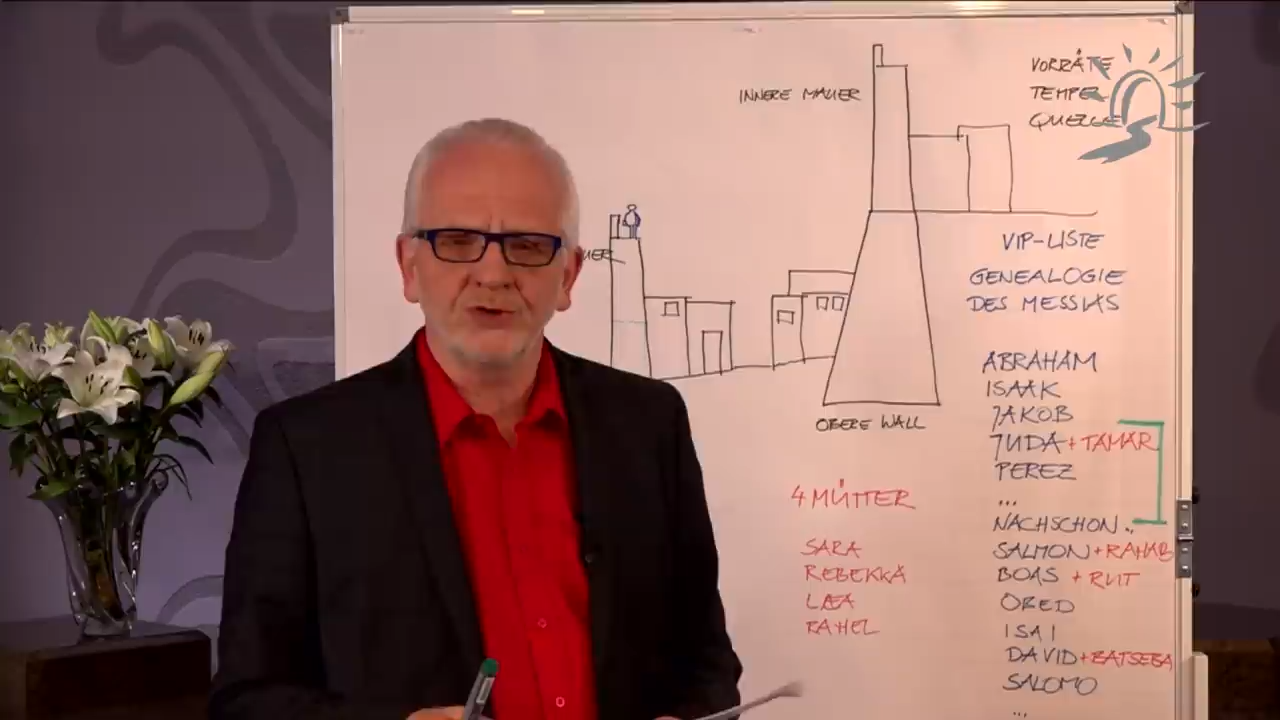 INNERE MAUER
VORRÄTE
TEMPEL
QUELLE
VIP-LISTE
GENEALOGIE
DES MESSIAS
OBERE WALL
4 MÜTTER
SARA
REBEKKA
LEA
RAHEL
ABRAHAM
ISAAK
JAKOB
JUDA + TAMAR
PEREZ
...
NACHSCHON..
SALMON + RAHAB
BOAS + RUT
OBED
ISAI
DAVID + BATSEBA
SALOMO
...